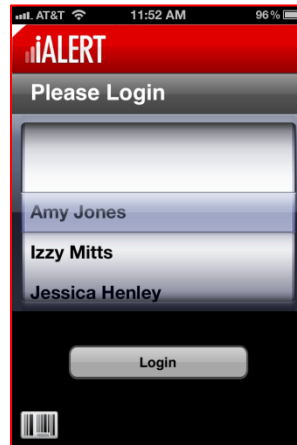 AT&T 11:52 AM 96%
iALERT
Please Login
Amy Jones
Izzy Mitts
Jessica Henley
Login